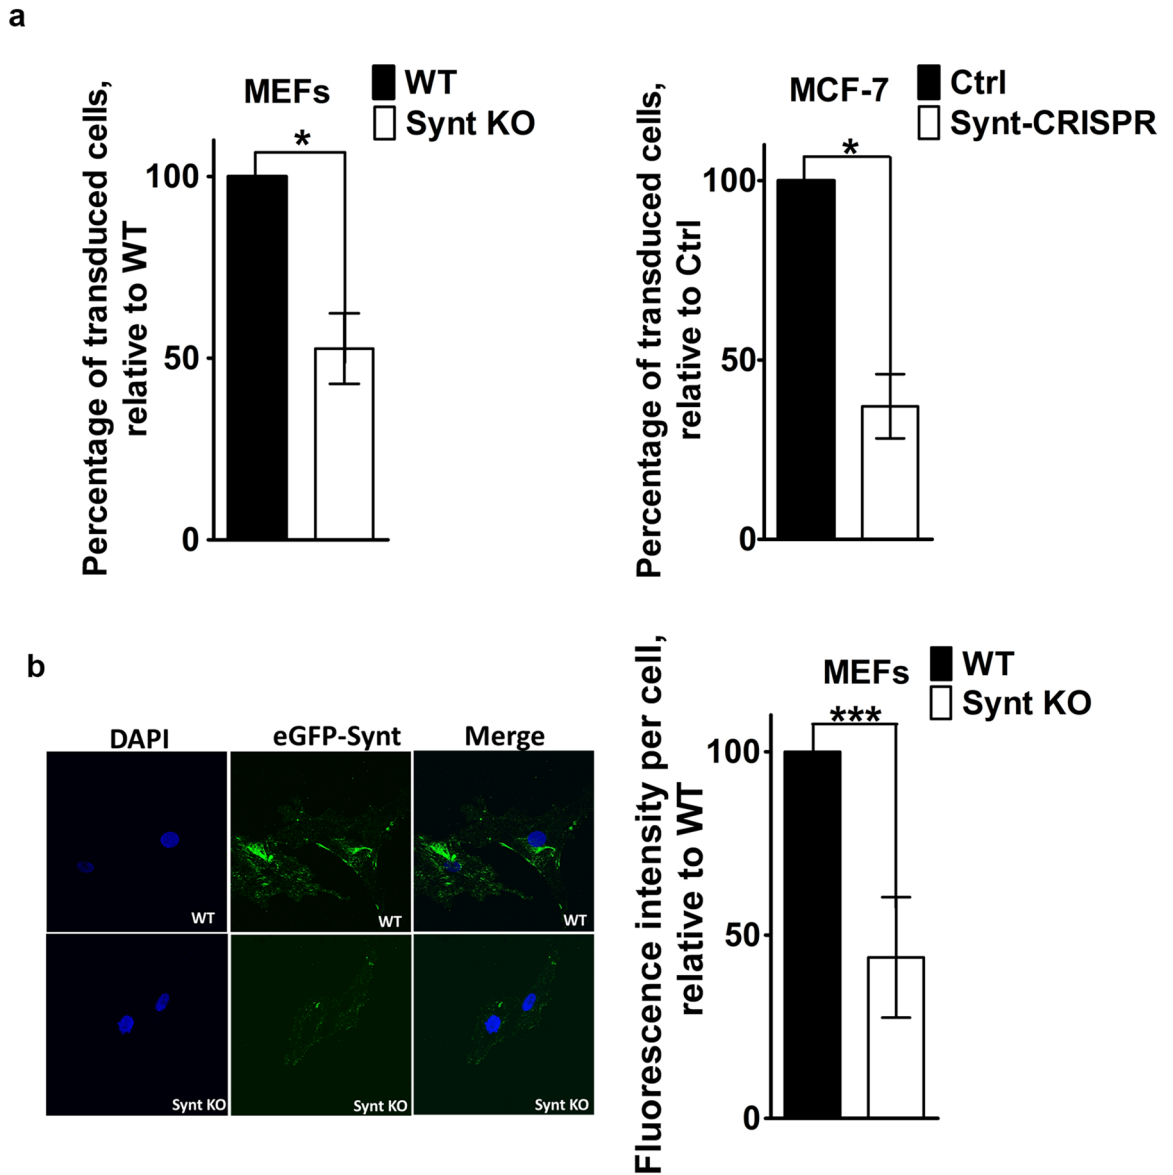 a
Percentage of transduced cells,
relative to WT
MEFs
WT
Synt KO
*
100
50
0
Percentage of transduced cells,
relative to Ctrl
MCF-7
Ctrl
Synt-CRISPR
*
100
50
0
b
DAPI
eGFP-Synt
Merge
WT
WT
WT
Synt KO
Synt KO
Synt KO
Fluorescence intensity per cell,
relative to WT
MEFs
WT
Synt KO
***
100
50
0